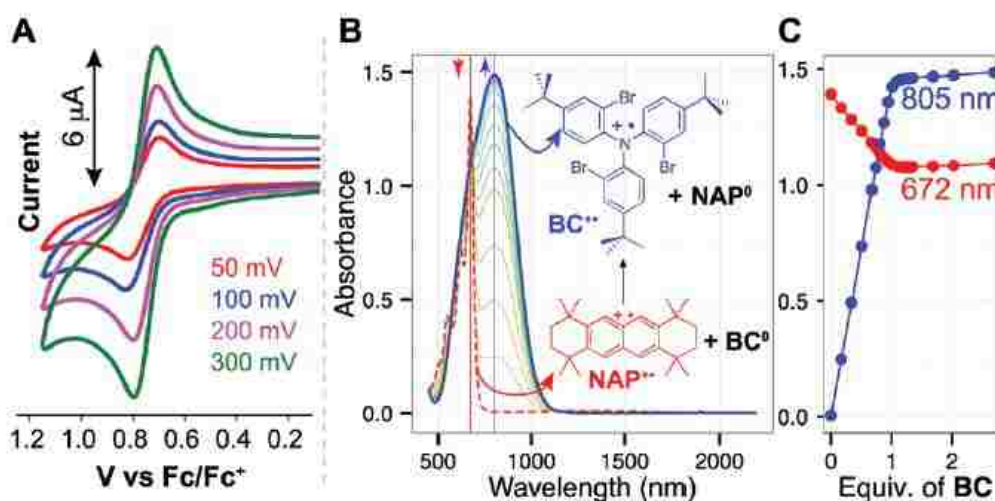 A
6 µA
Current
50 mV
100 mV
200 mV
300 mV
1.2 1.0 0.8 0.6 0.4 0.2
V vs Fc/Fc⁺
B
Absorbance
1.5
1.0
0.5
0.0
Br
+ •
N
Br
Br
BC⁺•
+ NAP⁰
+ •
+ BC⁰
NAP⁺•
500 1000 1500 2000
Wavelength (nm)
C
1.5
1.0
0.5
0.0
805 nm
672 nm
0 1 2
Equiv. of BC